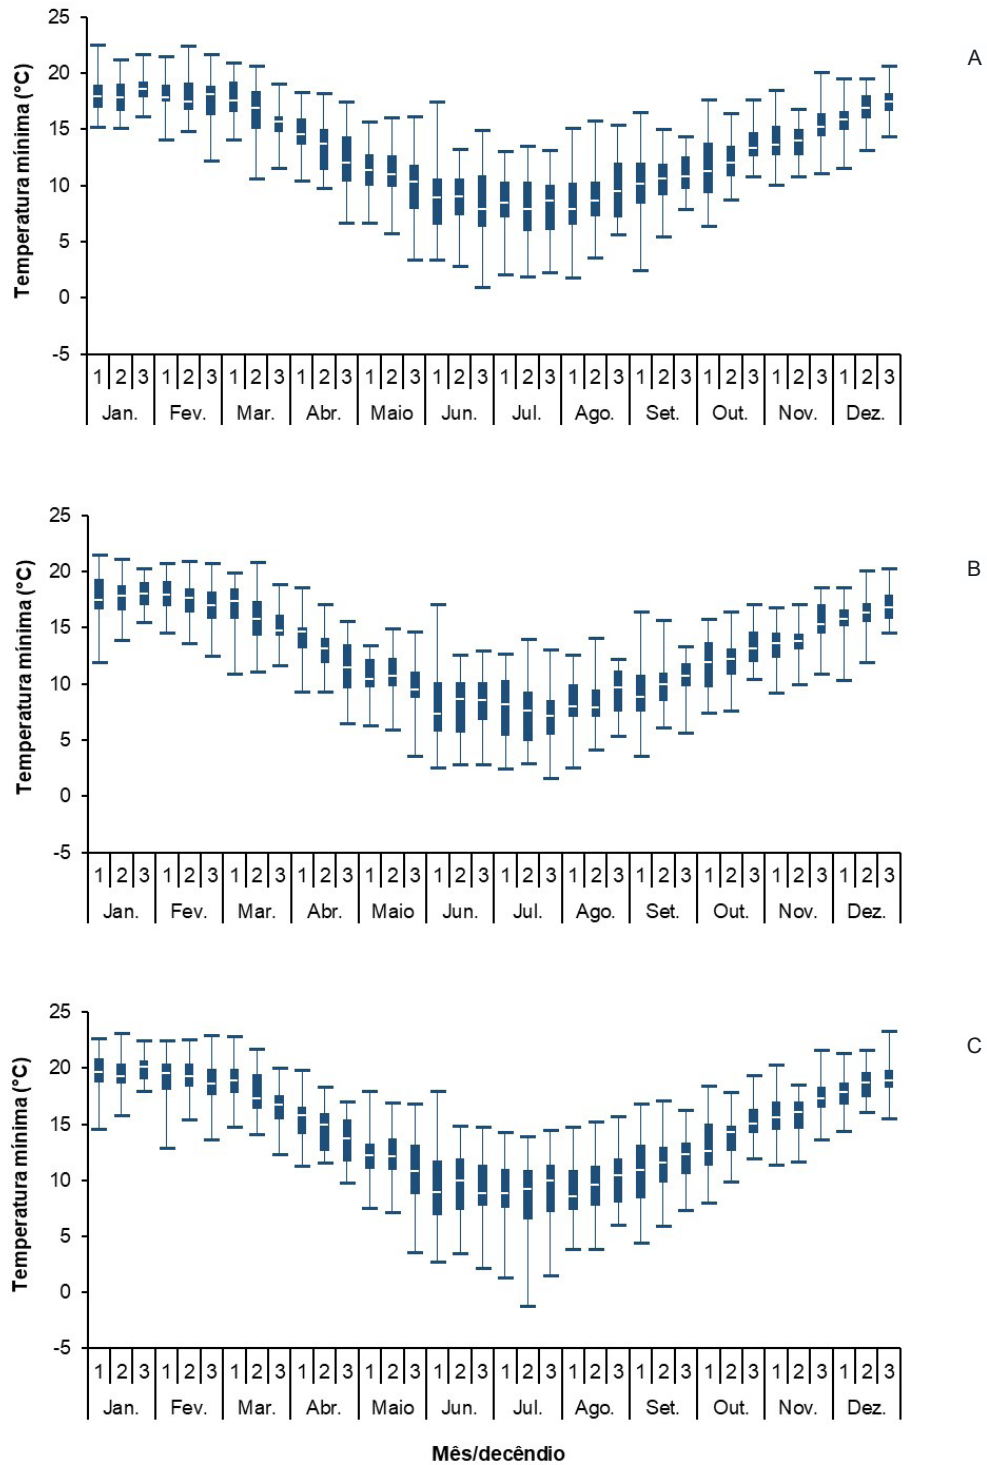 A
Temperatura mínima (°C)
25
20
15
10
5
0
-5
1 2 3 1 2 3 1 2 3 1 2 3 1 2 3 1 2 3 1 2 3 1 2 3 1 2 3 1 2 3 1 2 3 1 2 3
Jan. Fev. Mar. Abr. Maio Jun. Jul. Ago. Set. Out. Nov. Dez.
B
Temperatura mínima (°C)
25
20
15
10
5
0
-5
1 2 3 1 2 3 1 2 3 1 2 3 1 2 3 1 2 3 1 2 3 1 2 3 1 2 3 1 2 3 1 2 3 1 2 3
Jan. Fev. Mar. Abr. Maio Jun. Jul. Ago. Set. Out. Nov. Dez.
C
Temperatura mínima (°C)
25
20
15
10
5
0
-5
1 2 3 1 2 3 1 2 3 1 2 3 1 2 3 1 2 3 1 2 3 1 2 3 1 2 3 1 2 3 1 2 3 1 2 3
Jan. Fev. Mar. Abr. Maio Jun. Jul. Ago. Set. Out. Nov. Dez.
Mês/decêndio